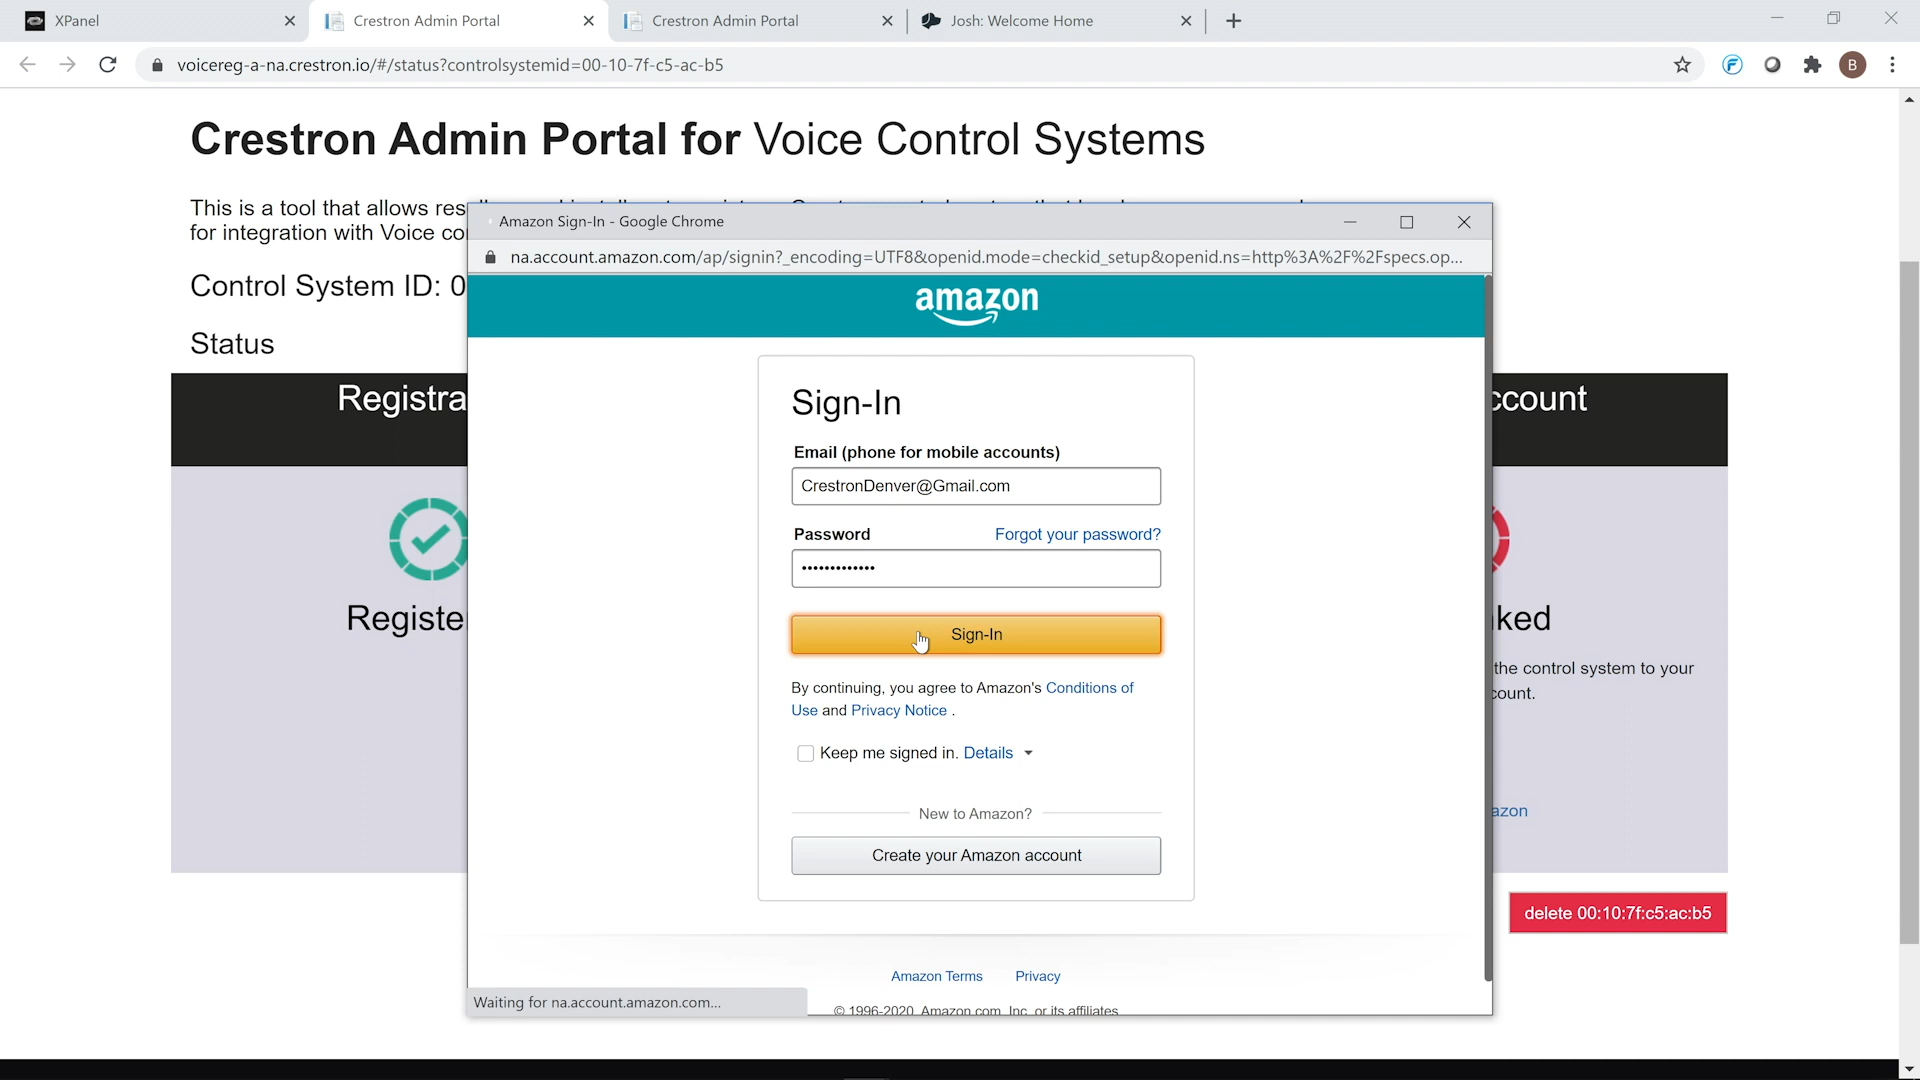 XPanel
Crestron Admin Portal
Crestron Admin Portal
Josh: Welcome Home
voicereg-a-na.crestron.io/#/status?controlsystemid=00-10-7f-c5-ac-b5
B
Crestron Admin Portal for Voice Control Systems
This is a tool that allows
for integration with Voice
Control System ID: 0
Status
Registra
ccount
Registe
ked
the control system to your
count.
azon
delete 00:10:7f:c5:ac:b5
Amazon Sign-In - Google Chrome
na.account.amazon.com/ap/signin?_encoding=UTF8&openid.mode=checkid_setup&openid.ns=http%3A%2F%2Fspecs.op...
amazon
Sign-In
Email (phone for mobile accounts)
CrestronDenver@Gmail.com
Password Forgot your password?
•••••••••••••
Sign-In
By continuing, you agree to Amazon's Conditions of
Use and Privacy Notice .
Keep me signed in. Details
New to Amazon?
Create your Amazon account
Amazon Terms Privacy
Waiting for na.account.amazon.com...
© 1996-2020, Amazon.com, Inc. or its affiliates